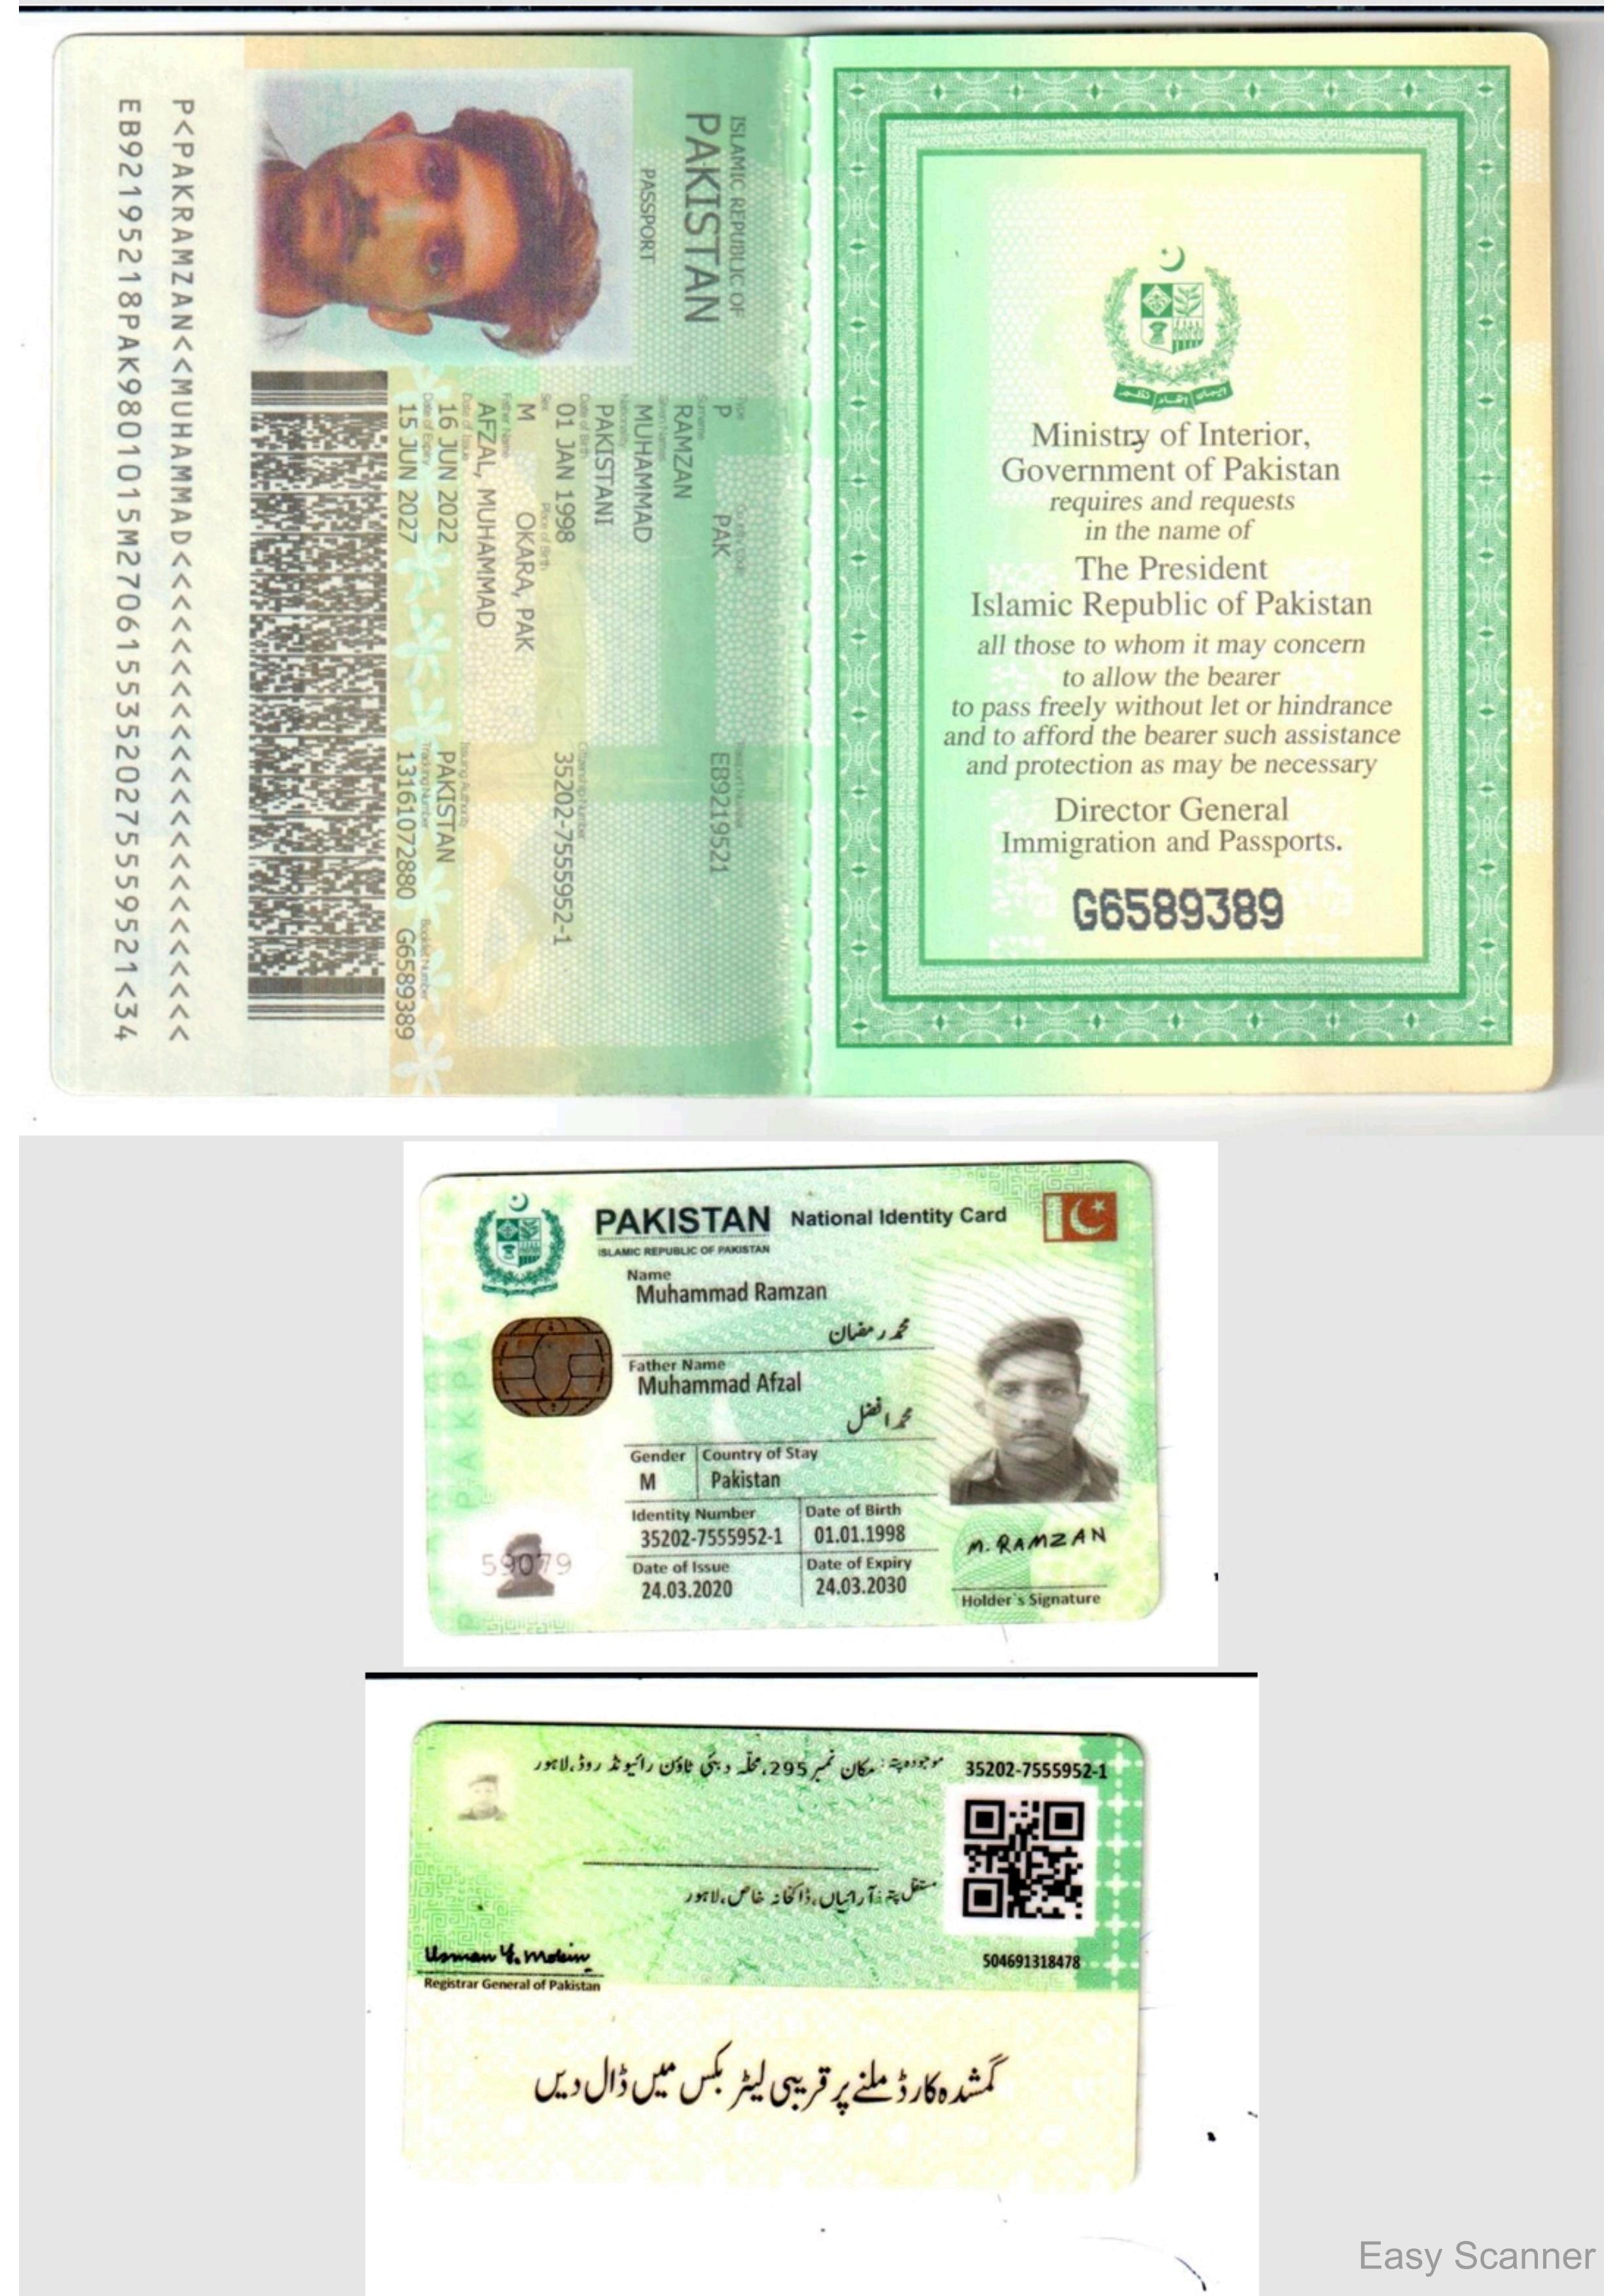 Ministry of Interior,
Government of Pakistan
requires and requests
in the name of
The President
Islamic Republic of Pakistan
all those to whom it may concern
to allow the bearer
to pass freely without let or hindrance
and to afford the bearer such assistance
and protection as may be necessary
Director General
Immigration and Passports.
G6589389
ISLAMIC REPUBLIC OF
PAKISTAN
PASSPORT
Type
P
Country Code
PAK
Passport Number
EB9219521
Surname
RAMZAN
Given Names
MUHAMMAD
Nationality
PAKISTANI
Date of Birth
01 JAN 1998
Citizenship Number
35202-7555952-1
Sex
M
Place of Birth
OKARA, PAK
Father Name
AFZAL, MUHAMMAD
Date of Issue
16 JUN 2022
Issuing Authority
PAKISTAN
Date of Expiry
15 JUN 2027
Tracking Number
13161072880
Booklet Number
G6589389
P<PAKRAMZAN<<MUHAMMAD<<<<<<<<<<<<<<<<<<<<<<<
EB92195218PAK9801015M27061553520275559521<34
PAKISTAN National Identity Card
ISLAMIC REPUBLIC OF PAKISTAN
Name
Muhammad Ramzan
محمد رمضان
Father Name
Muhammad Afzal
محمد افضل
Gender
M
Country of Stay
Pakistan
Identity Number
35202-7555952-1
Date of Birth
01.01.1998
Date of Issue
24.03.2020
Date of Expiry
24.03.2030
M. RAMZAN
Holder's Signature
59079
PAKPA
35202-7555952-1
موجودہ پتہ: مکان نمبر 295، محلہ دبئی ٹاؤن رائیونڈ روڈ، لاہور
مستقل پتہ: آرائیاں، ڈاکخانہ خاص، لاہور
504691318478
Registrar General of Pakistan
گمشدہ کارڈ ملنے پر قریبی لیٹر بکس میں ڈال دیں
Easy Scanner